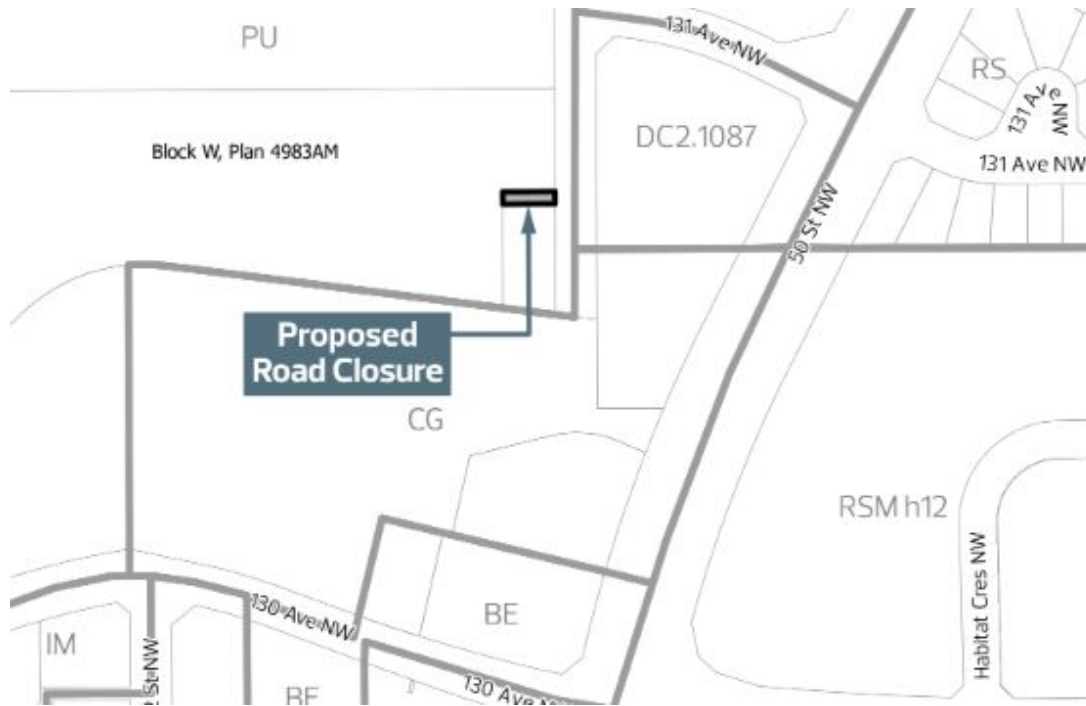 PU
131 Ave NW
RS
131 Ave NW
DC2.1087
Block W, Plan 4983AM
131 Ave NW
50 St NW
Proposed
Road Closure
CG
RSM h12
Habitat Cres NW
130 Ave NW
BE
IM
St NW
BE
130 Ave N